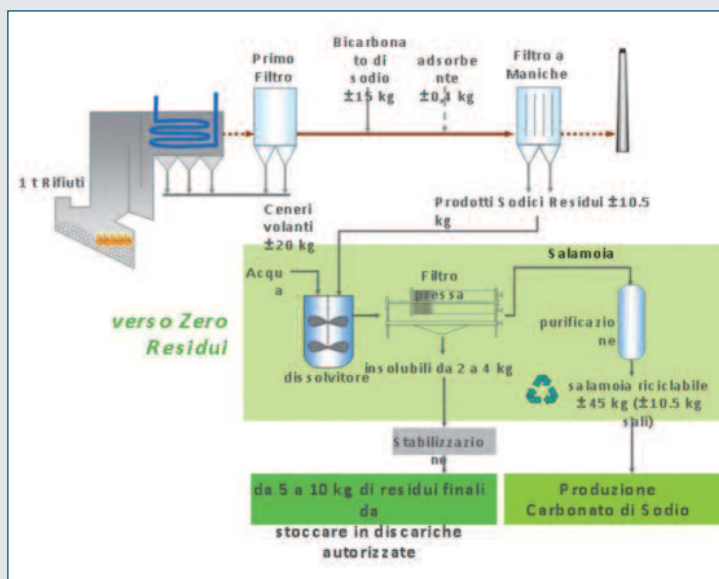 Primo
Filtro
Bicarbona
to di
sodio
±15 kg
adsorbe
nte
±0,4 kg
Filtro a
Maniche
1 t Rifiuti
Ceneri
volanti
±20 kg
Prodotti Sodici Residui ±10.5
kg
verso Zero
Residui
Acqu
a
dissolvitore
Filtro
pressa
Salamoia
purificazio
ne
insolubili da 2 a 4 kg
salamoia riciclabile
±45 kg (±10.5 kg
sali)
Stabilizzazio
ne
da 5 a 10 kg di residui finali
da
stoccare in discariche
autorizzate
Produzione
Carbonato di Sodio